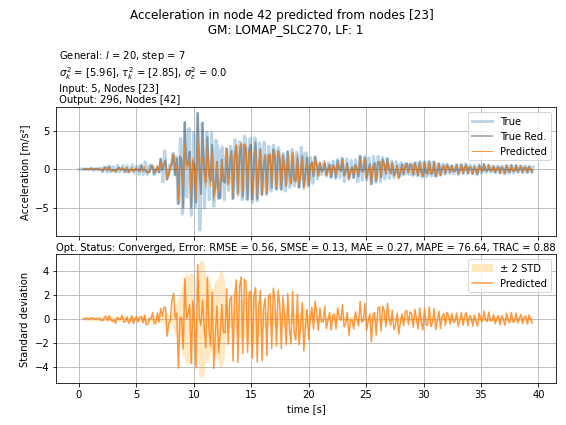 Acceleration in node 42 predicted from nodes [23]
GM: LOMAP_SLC270, LF: 1
General: l = 20, step = 7
σ²ₖ = [5.96], τ²ₖ = [2.85], σ²ε = 0.0
Input: 5, Nodes [23]
Output: 296, Nodes [42]
Acceleration [m/s²]
5
0
−5
True
True Red.
Predicted
Opt. Status: Converged, Error: RMSE = 0.56, SMSE = 0.13, MAE = 0.27, MAPE = 76.64, TRAC = 0.88
Standard deviation
4
2
0
−2
−4
± 2 STD
Predicted
0 5 10 15 20 25 30 35 40
time [s]